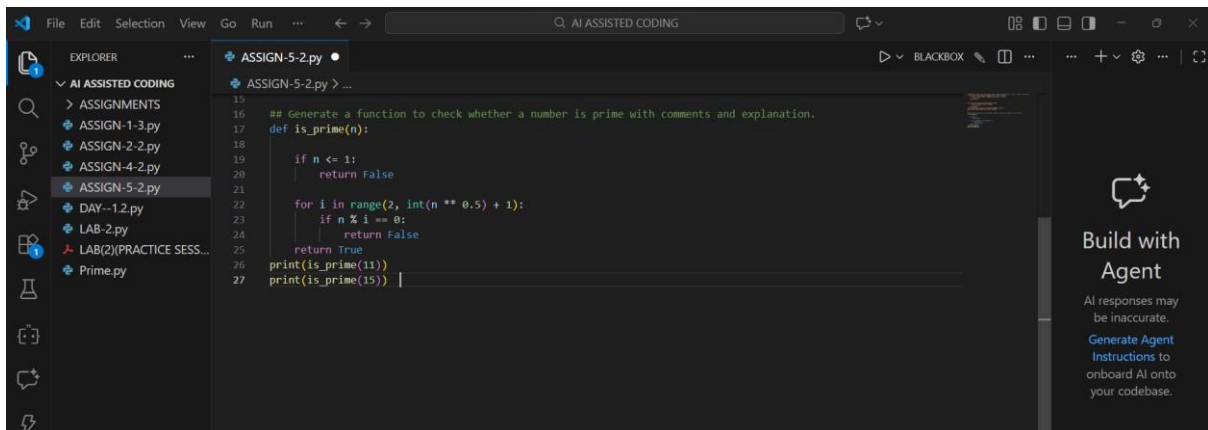 File Edit Selection View Go Run ... AI ASSISTED CODING
EXPLORER ...
AI ASSISTED CODING
ASSIGNMENTS
ASSIGN-1-3.py
ASSIGN-2-2.py
ASSIGN-4-2.py
ASSIGN-5-2.py
DAY--1.2.py
LAB-2.py
LAB(2)(PRACTICE SESS...
Prime.py
ASSIGN-5-2.py
BLACKBOX
ASSIGN-5-2.py > ...
15
16 ## Generate a function to check whether a number is prime with comments and explanation.
17 def is_prime(n):
18
19     if n <= 1:
20         return False
21
22     for i in range(2, int(n ** 0.5) + 1):
23         if n % i == 0:
24             return False
25     return True
26 print(is_prime(11))
27 print(is_prime(15))
Build with
Agent
AI responses may
be inaccurate.
Generate Agent
Instructions to
onboard AI onto
your codebase.
1
1